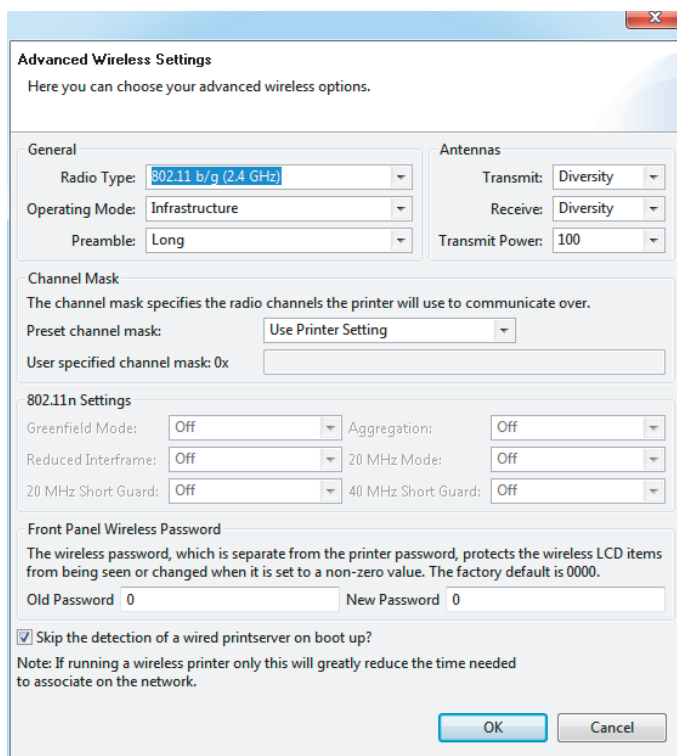 X
Advanced Wireless Settings
Here you can choose your advanced wireless options.
General
Radio Type: 802.11 b/g (2.4 GHz)
Operating Mode: Infrastructure
Preamble: Long
Antennas
Transmit: Diversity
Receive: Diversity
Transmit Power: 100
Channel Mask
The channel mask specifies the radio channels the printer will use to communicate over.
Preset channel mask: Use Printer Setting
User specified channel mask: 0x
802.11n Settings
Greenfield Mode: Off Aggregation: Off
Reduced Interframe: Off 20 MHz Mode: Off
20 MHz Short Guard: Off 40 MHz Short Guard: Off
Front Panel Wireless Password
The wireless password, which is separate from the printer password, protects the wireless LCD items
from being seen or changed when it is set to a non-zero value. The factory default is 0000.
Old Password 0 New Password 0
Skip the detection of a wired printserver on boot up?
Note: If running a wireless printer only this will greatly reduce the time needed
to associate on the network.
OK Cancel